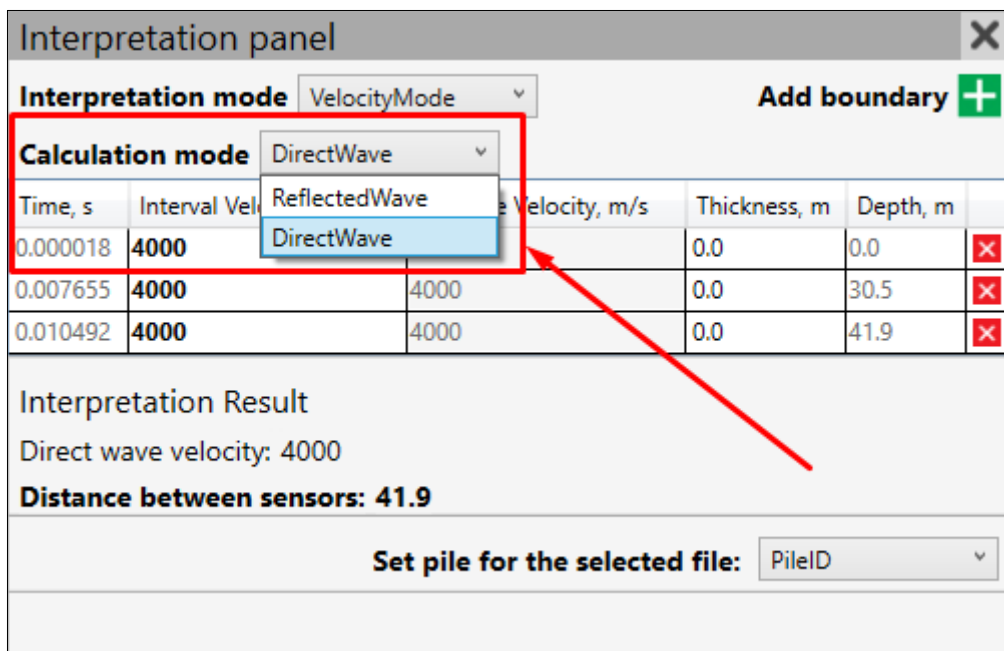 Interpretation panel
Interpretation mode VelocityMode Add boundary
Calculation mode DirectWave
ReflectedWave
DirectWave
Time, s Interval Velocity, m/s Thickness, m Depth, m
0.000018 4000 0.0 0.0
0.007655 4000 4000 0.0 30.5
0.010492 4000 4000 0.0 41.9
Interpretation Result
Direct wave velocity: 4000
Distance between sensors: 41.9
Set pile for the selected file: PileID